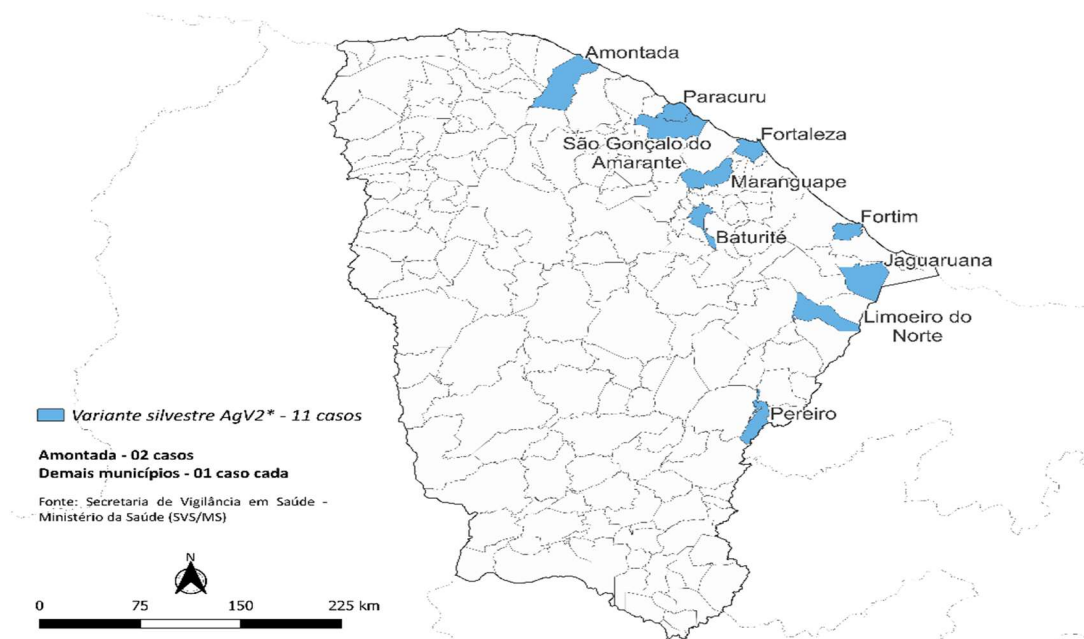 Amontada
Paracuru
São Gonçalo do
Amarante
Fortaleza
Maranguape
Baturité
Fortim
Jaguaruana
Limoeiro do
Norte
Pereiro
Variante silvestre AgV2* - 11 casos
Amontada - 02 casos
Demais municípios - 01 caso cada
Fonte: Secretaria de Vigilância em Saúde -
Ministério da Saúde (SVS/MS)
N
0 75 150 225 km